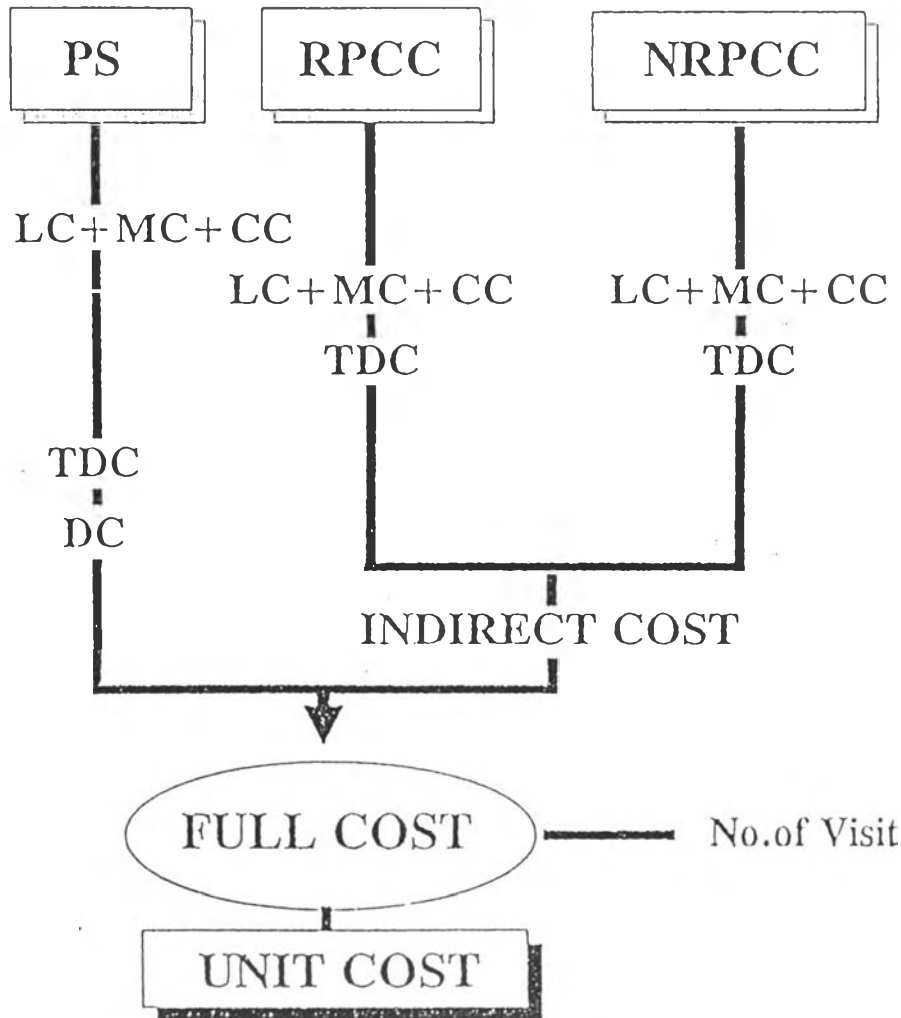 PS RPCC NRPCC
LC+MC+CC
LC+MC+CC LC+MC+CC
TDC TDC
TDC
DC
INDIRECT COST
FULL COST
No.of Visit
UNIT COST